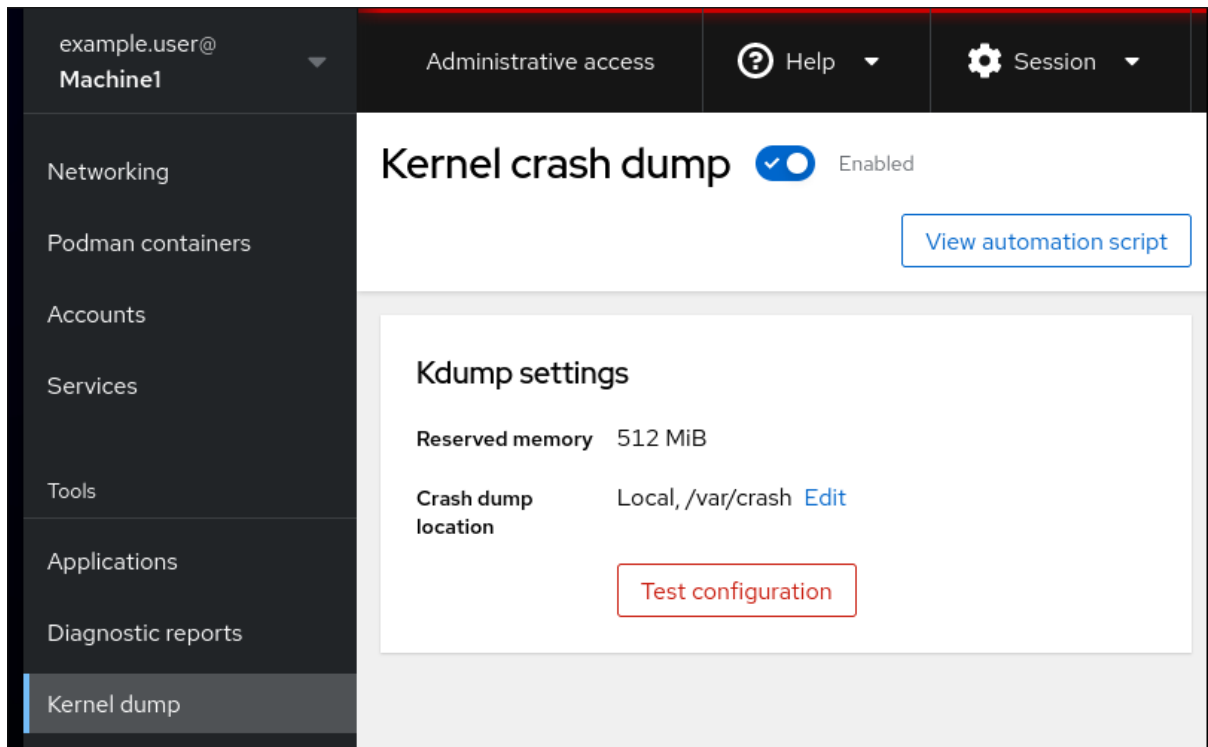 example.user@
Machine1
Administrative access
Help
Session
Networking
Podman containers
Accounts
Services
Tools
Applications
Diagnostic reports
Kernel dump
Kernel crash dump
Enabled
View automation script
Kdump settings
Reserved memory 512 MiB
Crash dump location Local, /var/crash Edit
Test configuration